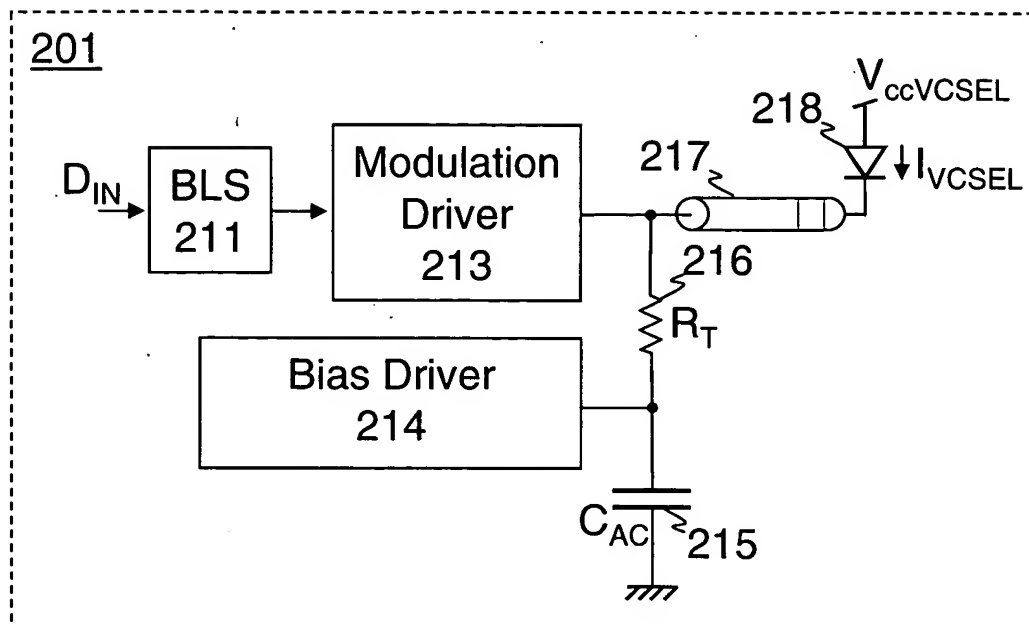 201
V_ccVCSEL
218
I_VCSEL
217
D_IN
BLS
211
Modulation
Driver
213
216
R_T
Bias Driver
214
C_AC
215